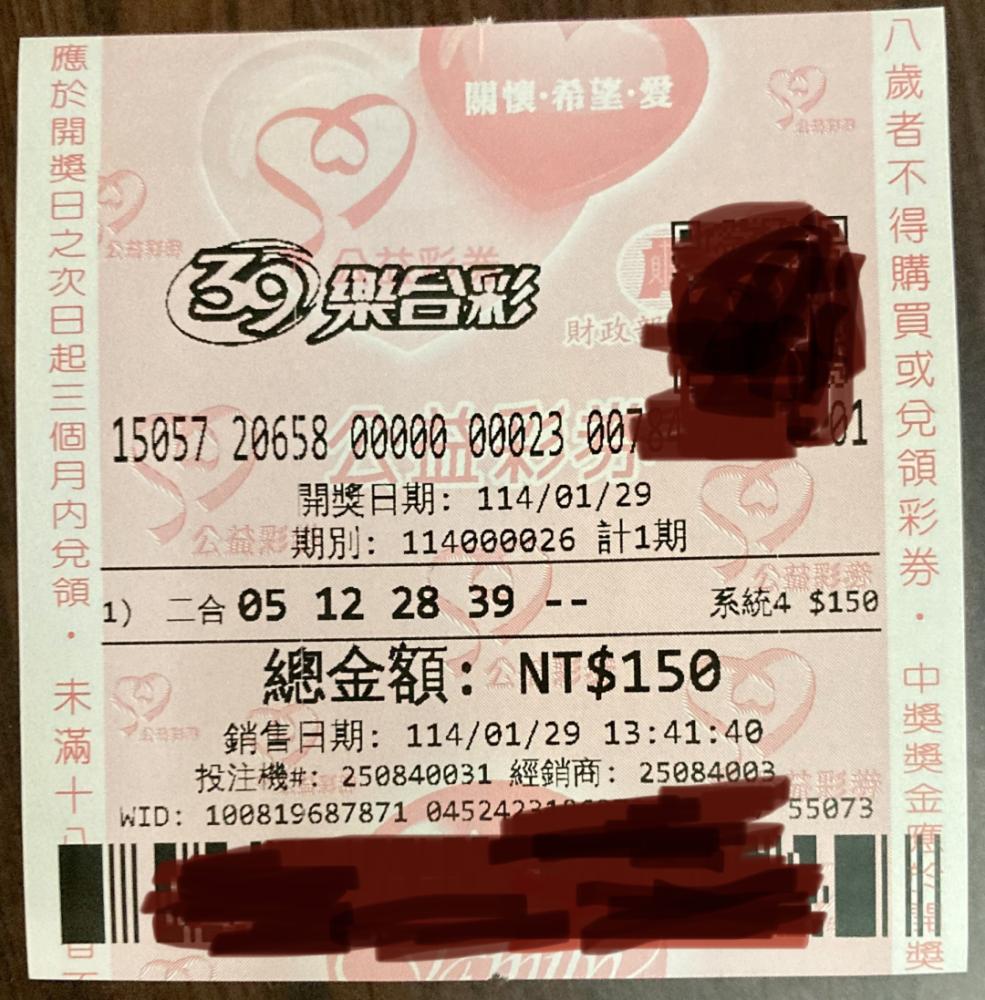 關懷·希望·愛
39樂合彩
公益彩券
財政部
15057 20658 00000 00023 00784 01
開獎日期: 114/01/29
期別: 114000026 計1期
1) 二合 05 12 28 39 -- 系統4 $150
總金額: NT$150
銷售日期: 114/01/29 13:41:40
投注機#: 250840031 經銷商: 25084003
WID: 100819687871 045242 55073
應於開獎日之次日起三個月內兌領·未滿十八
八歲者不得購買或兌領彩券·中獎獎金應於開獎